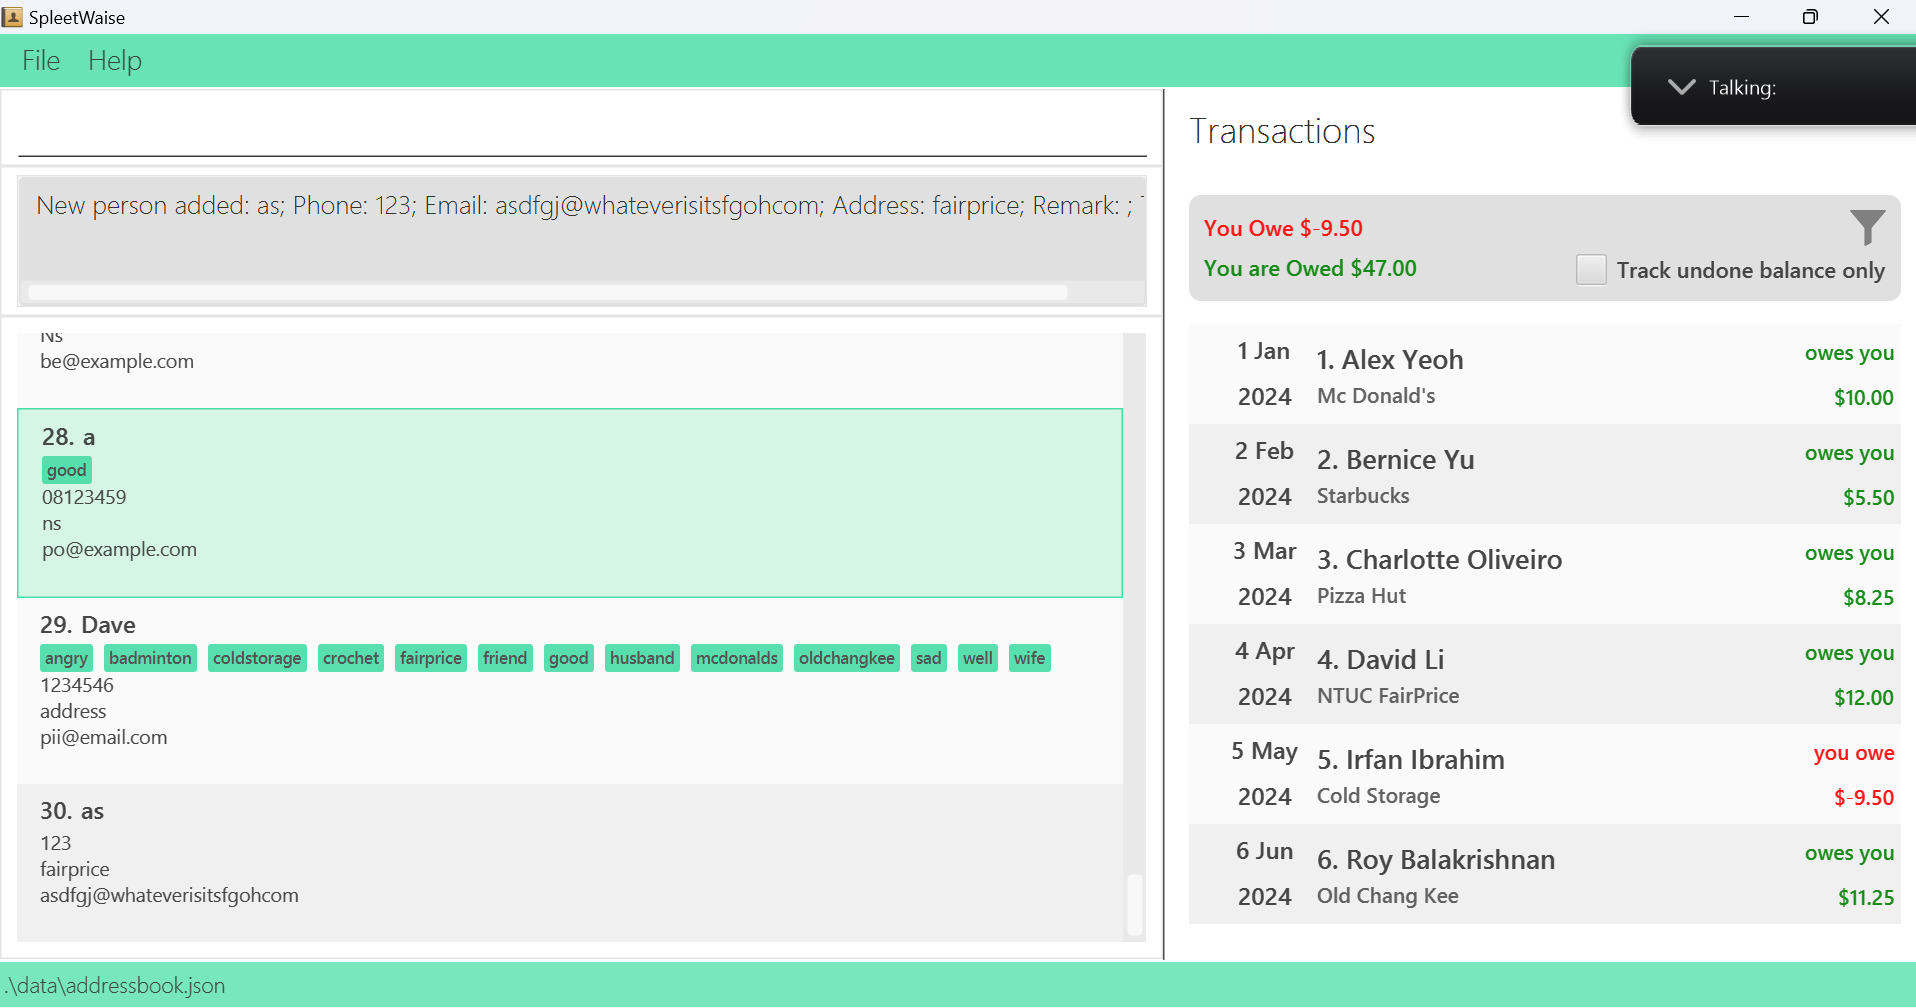 SpleetWaise
File Help
Talking:
New person added: as; Phone: 123; Email: asdfgj@whateverisitsfgohcom; Address: fairprice; Remark: ;
Ns
be@example.com
28. a
good
08123459
ns
po@example.com
29. Dave
angry badminton coldstorage crochet fairprice friend good husband mcdonalds oldchangkee sad well wife
1234546
address
pii@email.com
30. as
123
fairprice
asdfgj@whateverisitsfgohcom
Transactions
You Owe $-9.50
You are Owed $47.00
Track undone balance only
1 Jan 1. Alex Yeoh owes you
2024 Mc Donald's $10.00
2 Feb 2. Bernice Yu owes you
2024 Starbucks $5.50
3 Mar 3. Charlotte Oliveiro owes you
2024 Pizza Hut $8.25
4 Apr 4. David Li owes you
2024 NTUC FairPrice $12.00
5 May 5. Irfan Ibrahim you owe
2024 Cold Storage $-9.50
6 Jun 6. Roy Balakrishnan owes you
2024 Old Chang Kee $11.25
.\data\addressbook.json